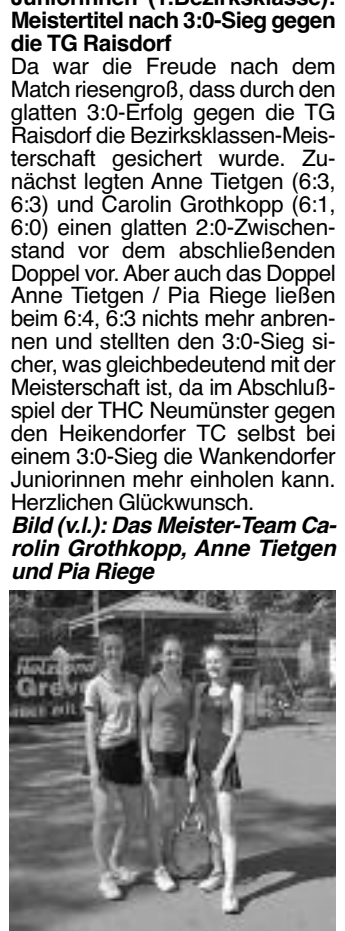 Juniorinnen (1.Bezirksklasse):
Meistertitel nach 3:0-Sieg gegen
die TG Raisdorf
Da war die Freude nach dem
Match riesengroß, dass durch den
glatten 3:0-Erfolg gegen die TG
Raisdorf die Bezirksklassen-Meis-
terschaft gesichert wurde. Zu-
nächst legten Anne Tietgen (6:3,
6:3) und Carolin Grothkopp (6:1,
6:0) einen glatten 2:0-Zwischen-
stand vor dem abschließenden
Doppel vor. Aber auch das Doppel
Anne Tietgen / Pia Riege ließen
beim 6:4, 6:3 nichts mehr anbren-
nen und stellten den 3:0-Sieg si-
cher, was gleichbedeutend mit der
Meisterschaft ist, da im Abschluß-
spiel der THC Neumünster gegen
den Heikendorfer TC selbst bei
einem 3:0-Sieg die Wankendorfer
Juniorinnen mehr einholen kann.
Herzlichen Glückwunsch.
Bild (v.l.): Das Meister-Team Ca-
rolin Grothkopp, Anne Tietgen
und Pia Riege
Holzland
Greve